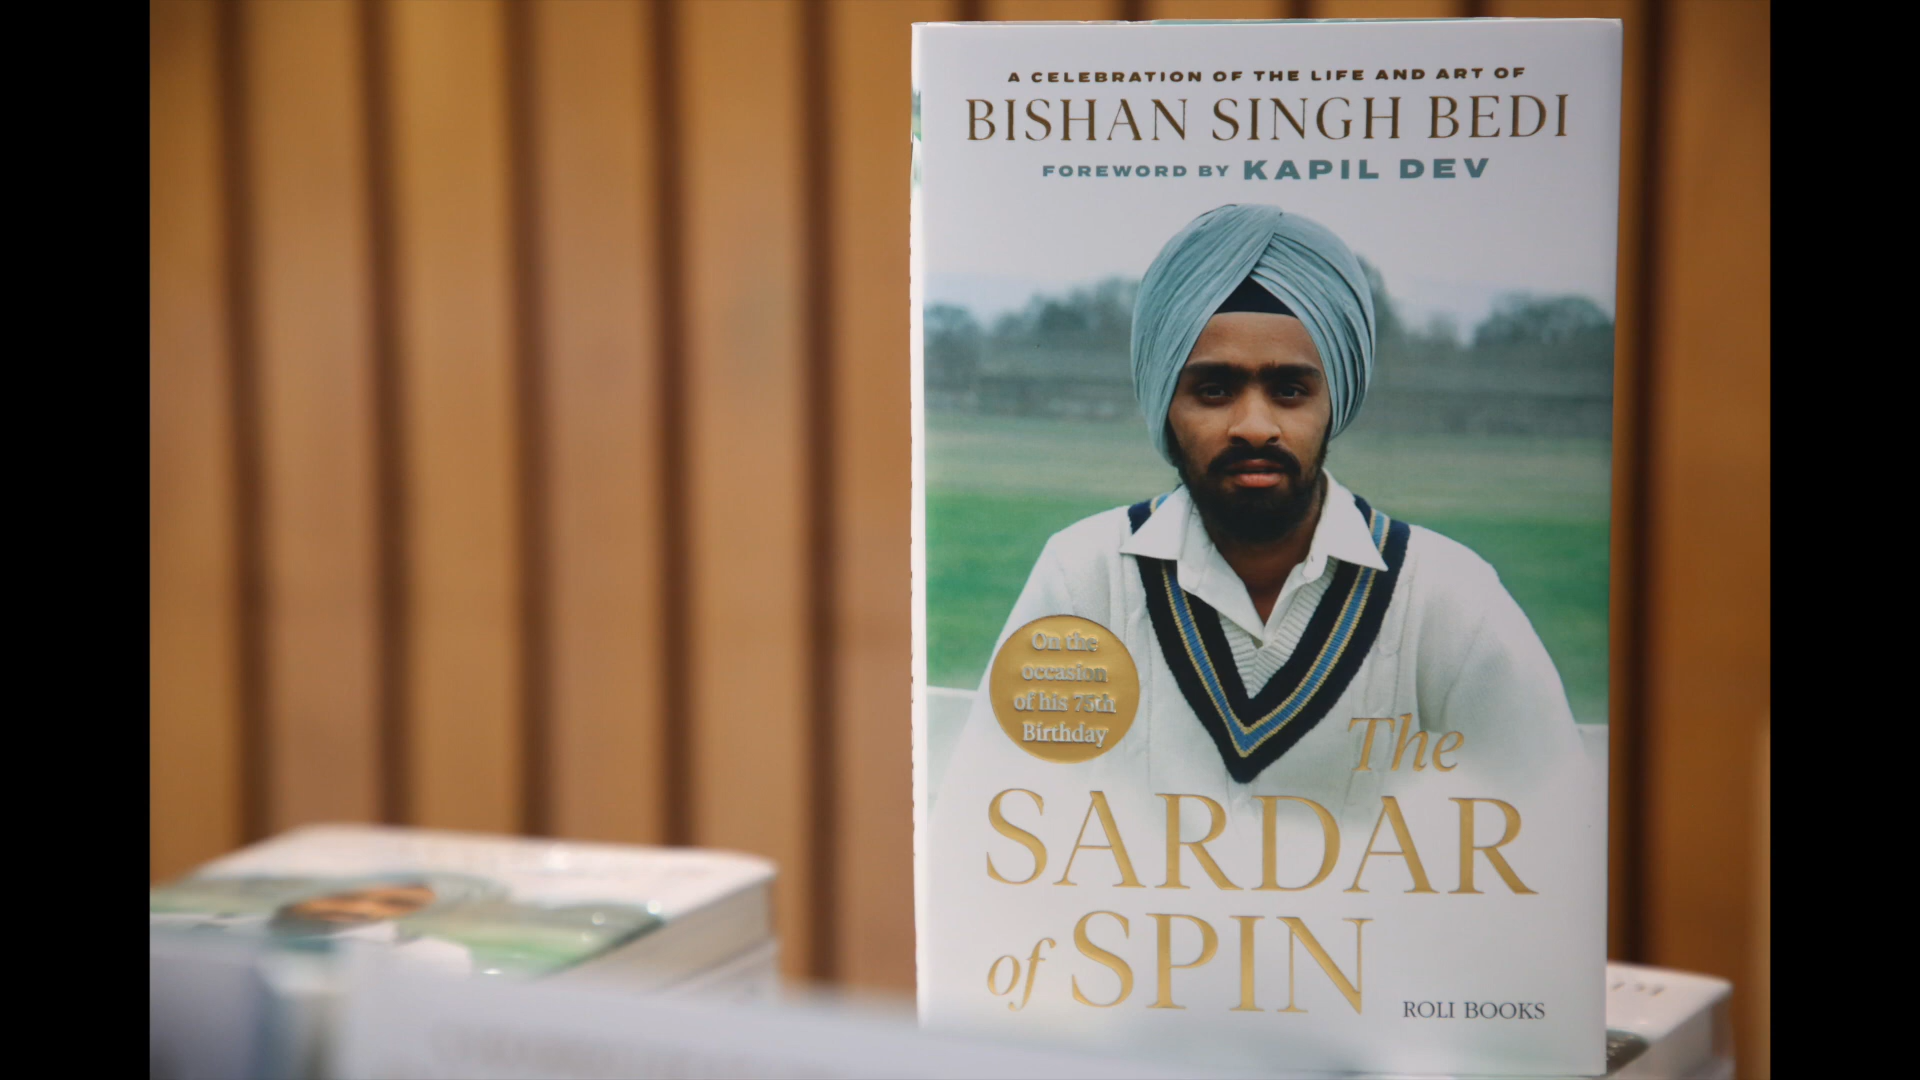 A CELEBRATION OF THE LIFE AND ART OF
BISHAN SINGH BEDI
FOREWORD BY KAPIL DEV
On the
occasion
of his 75th
Birthday
The
SARDAR
of SPIN
ROLI BOOKS